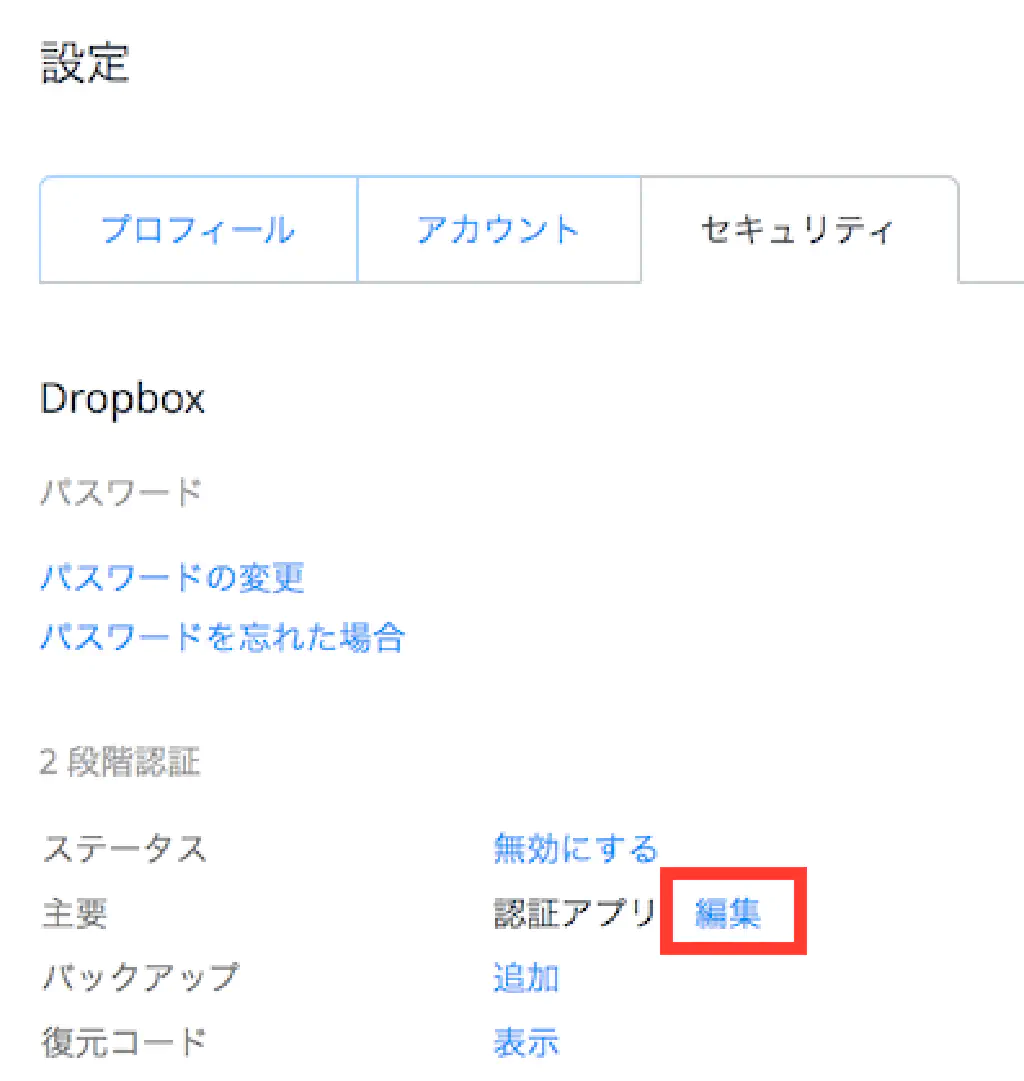 設定
プロフィール アカウント セキュリティ
Dropbox
パスワード
パスワードの変更
パスワードを忘れた場合
2 段階認証
ステータス 無効にする
主要 認証アプリ 編集
バックアップ 追加
復元コード 表示